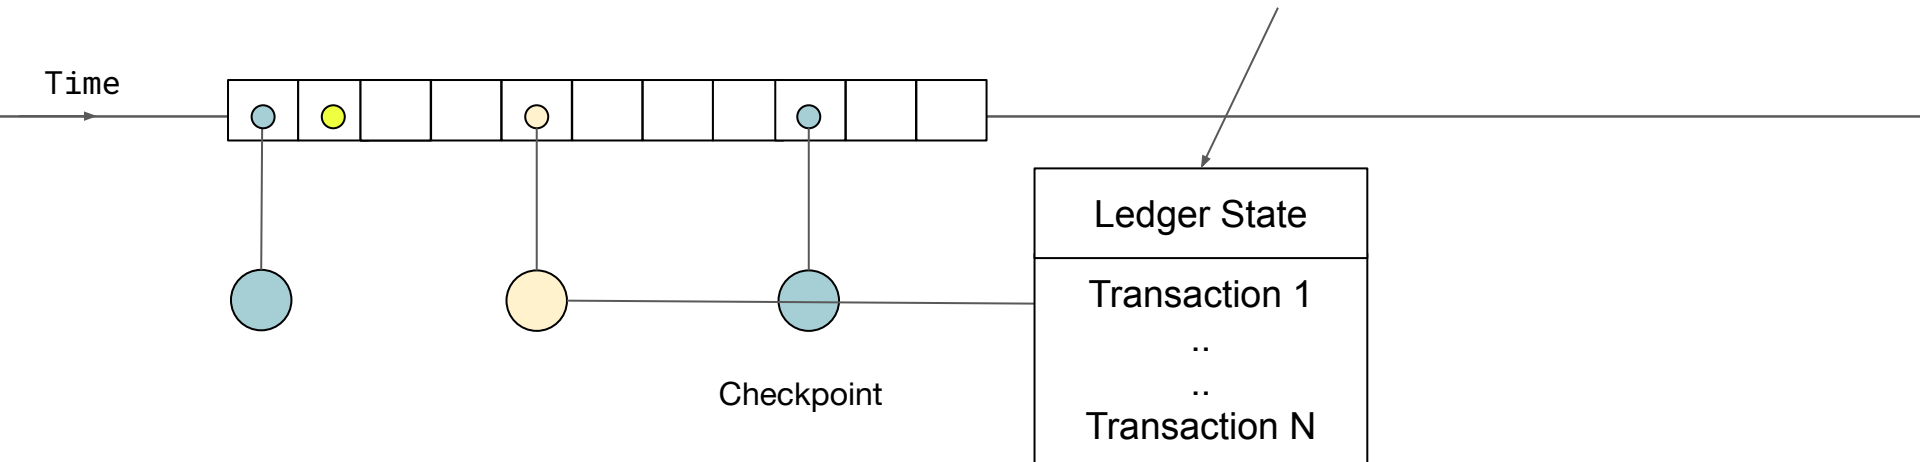 Time
Ledger State
Transaction 1
..
..
Checkpoint
Transaction N